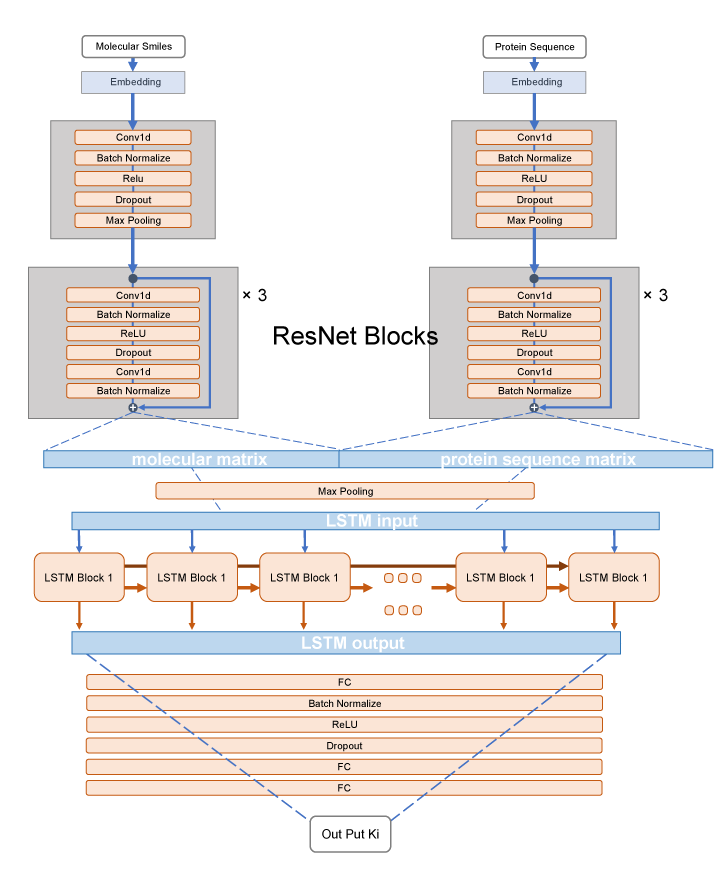 Molecular Smiles
Protein Sequence
Embedding
Embedding
Conv1d
Batch Normalize
Relu
Dropout
Max Pooling
Conv1d
Batch Normalize
ReLU
Dropout
Max Pooling
× 3
Conv1d
Batch Normalize
ReLU
Dropout
Conv1d
Batch Normalize
ResNet Blocks
× 3
Conv1d
Batch Normalize
ReLU
Dropout
Conv1d
Batch Normalize
molecular matrix
protein sequence matrix
Max Pooling
LSTM input
LSTM Block 1
LSTM Block 1
LSTM Block 1
LSTM Block 1
LSTM Block 1
LSTM output
FC
Batch Normalize
ReLU
Dropout
FC
FC
Out Put Ki